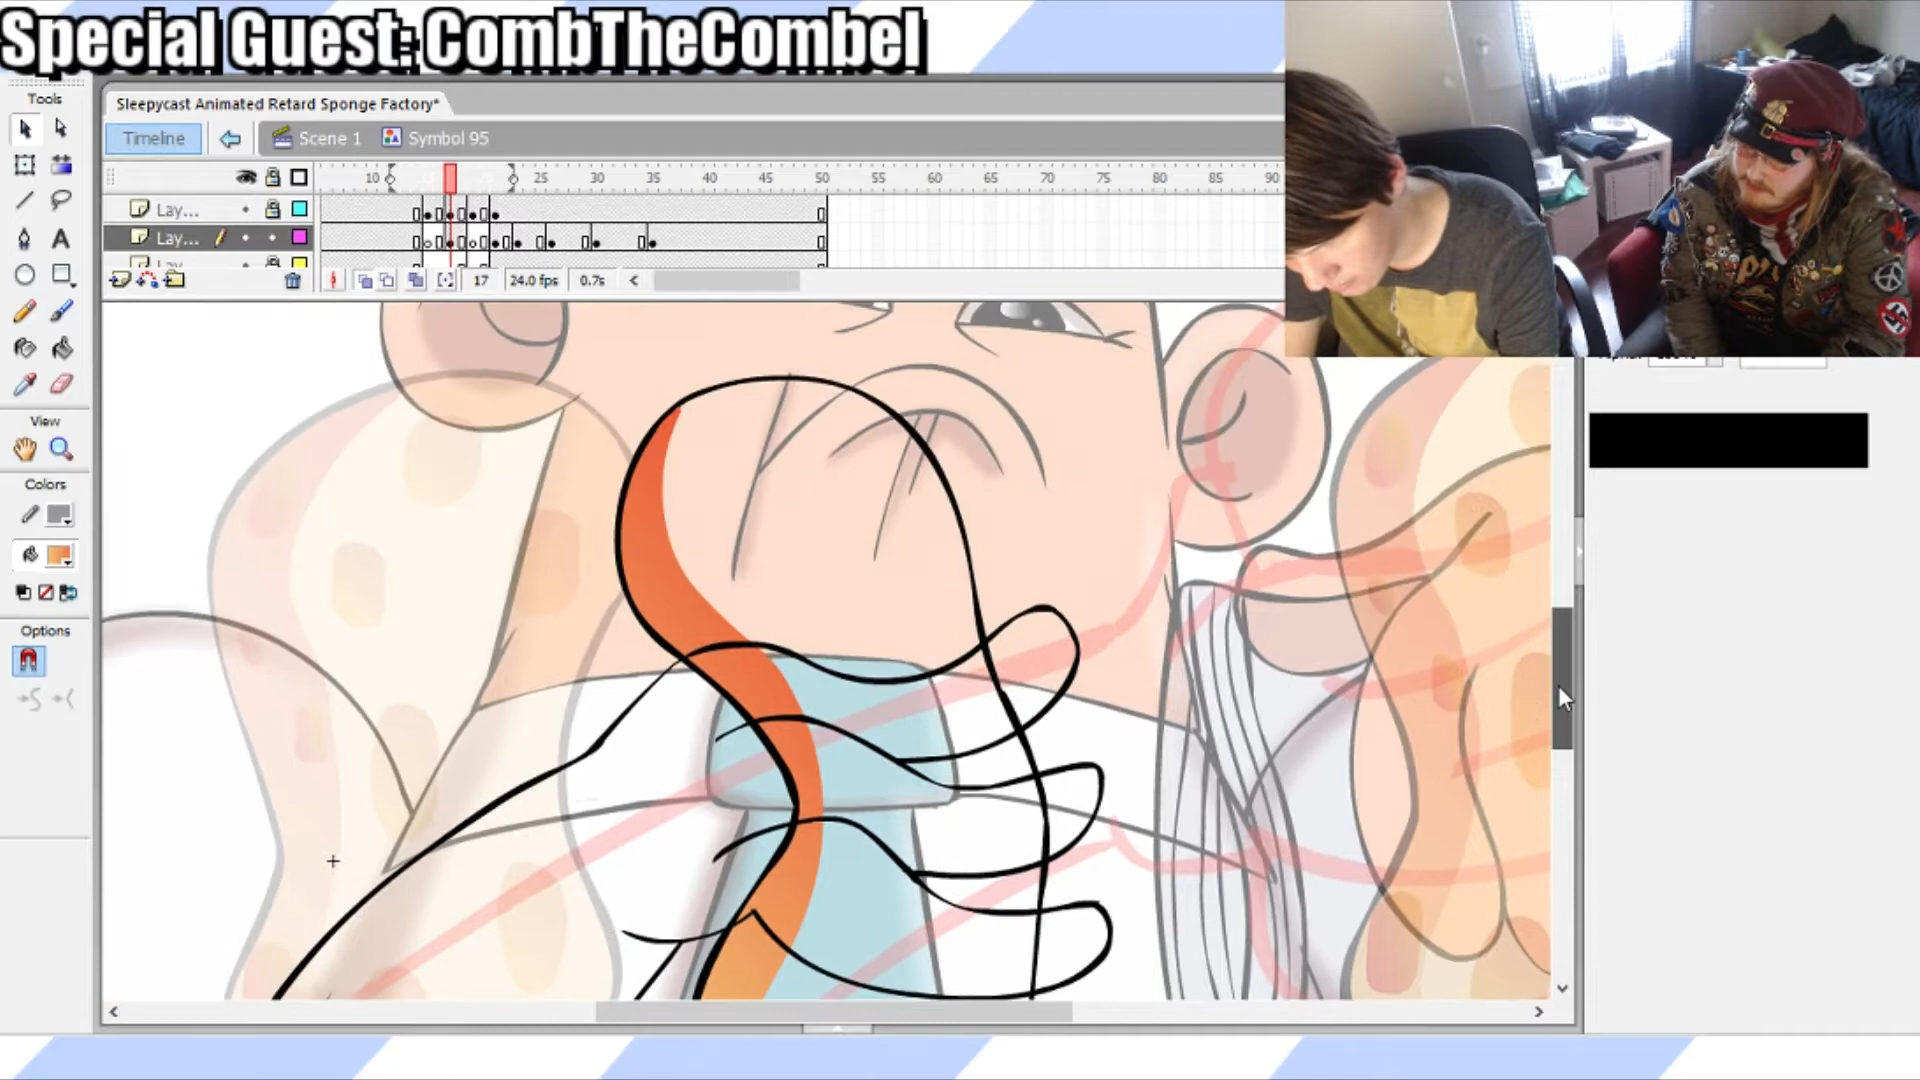 Special Guest: CombTheCombel
Tools
Sleepycast Animated Retard Sponge Factory*
Timeline
Scene 1
Symbol 95
10 25 30 35 40 45 50 55 60 65 70 75 80 85 90
Lay...
Lay...
17 24.0 fps 0.7s
View
Colors
Options